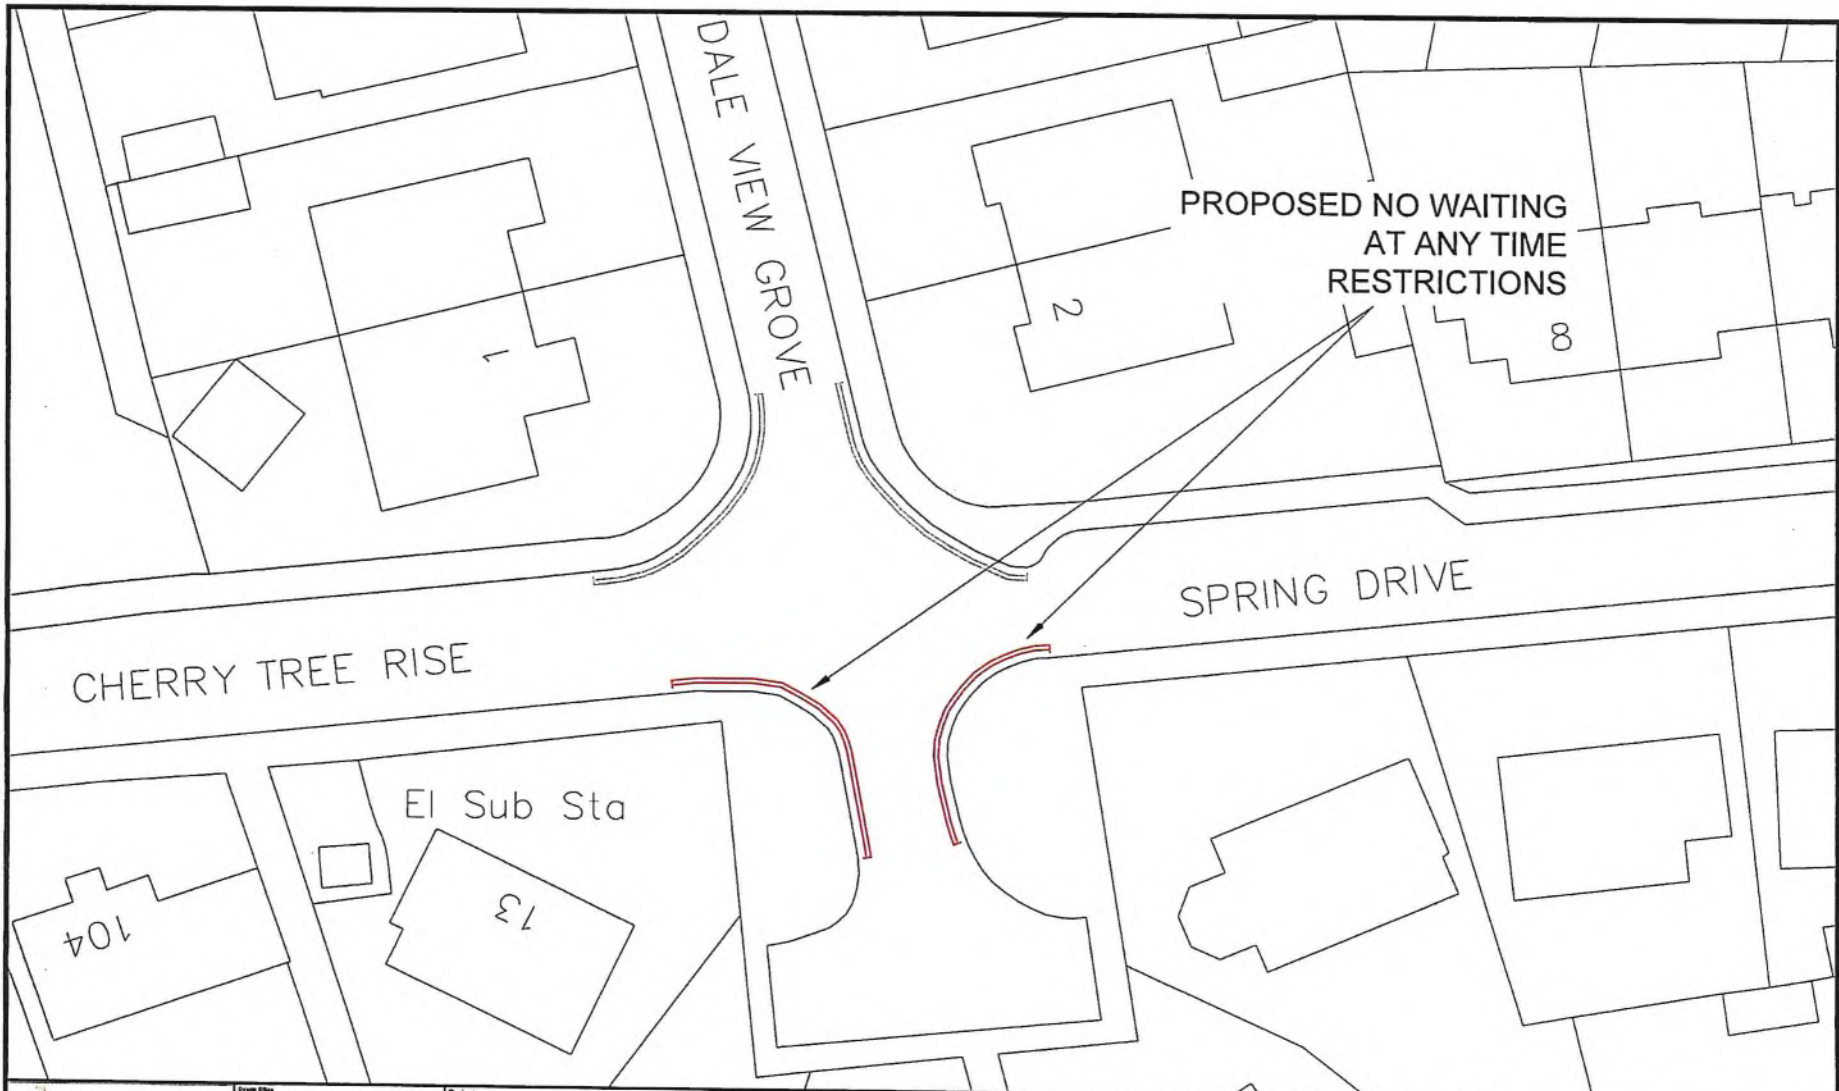 DALE VIEW GROVE
PROPOSED NO WAITING
AT ANY TIME
RESTRICTIONS
1
2
8
SPRING DRIVE
CHERRY TREE RISE
El Sub Sta
13
104